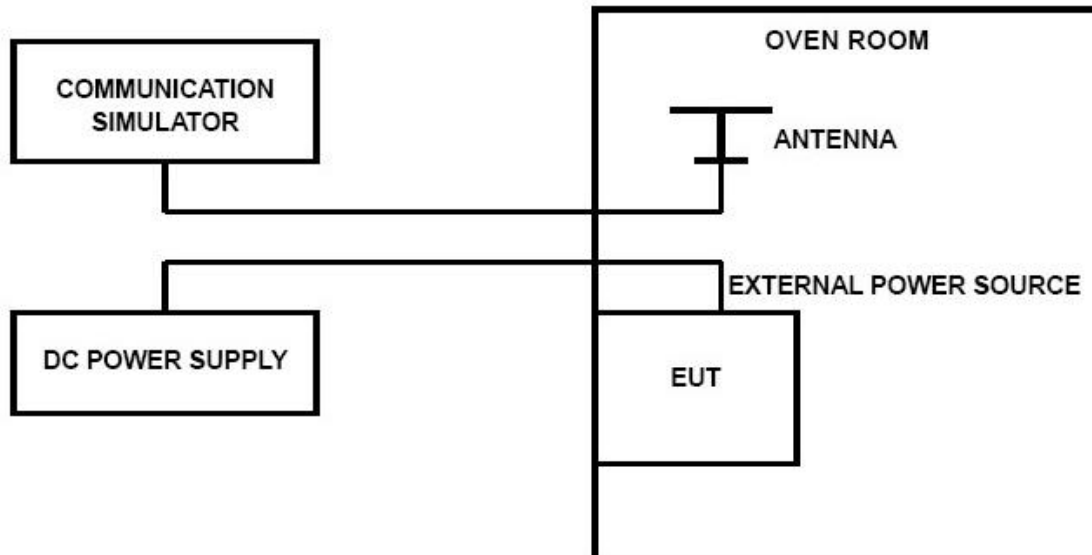 OVEN ROOM
COMMUNICATION
SIMULATOR
ANTENNA
EXTERNAL POWER SOURCE
DC POWER SUPPLY
EUT